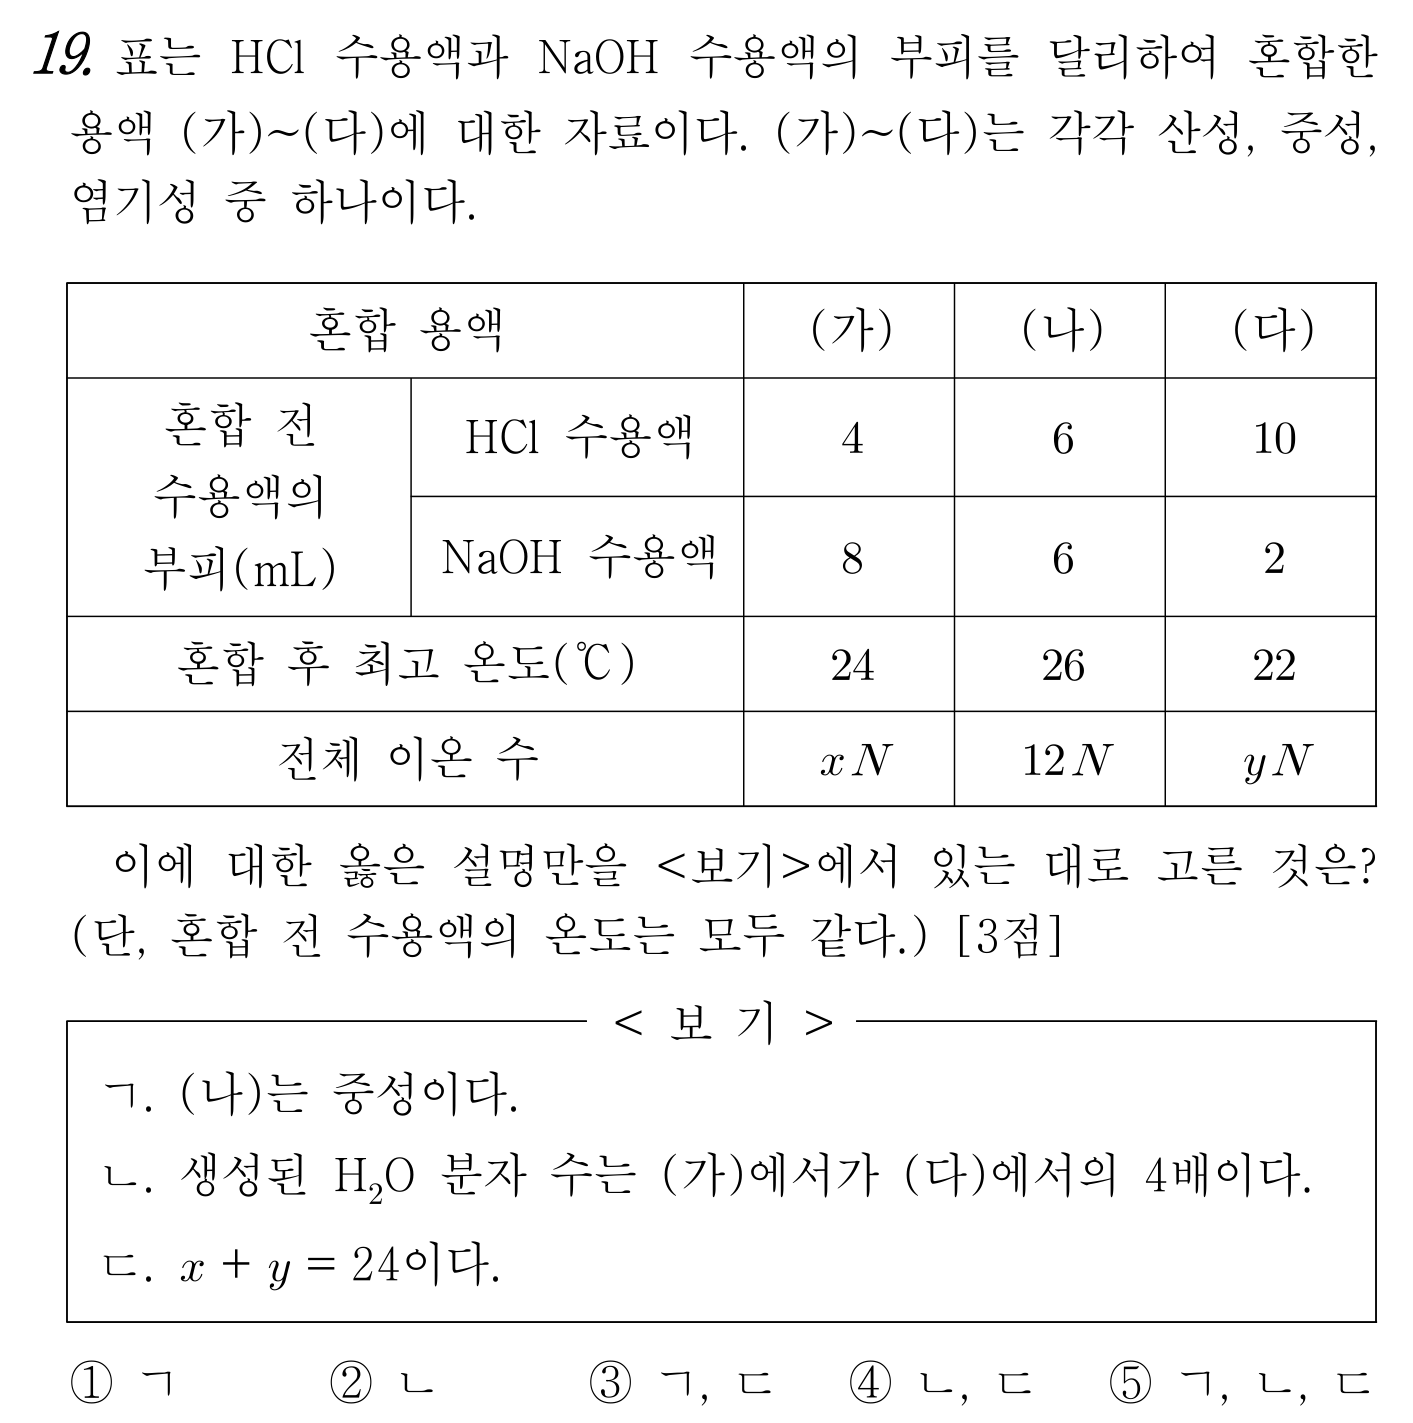 19. 표는 HCl 수용액과 NaOH 수용액의 부피를 달리하여 혼합한
용액 (가)~(다)에 대한 자료이다. (가)~(다)는 각각 산성, 중성,
염기성 중 하나이다.
혼합 용액 (가) (나) (다)
혼합 전 수용액의 부피(mL) HCl 수용액 4 6 10
NaOH 수용액 8 6 2
혼합 후 최고 온도(℃) 24 26 22
전체 이온 수 xN 12N yN
이에 대한 옳은 설명만을 <보기>에서 있는 대로 고른 것은?
(단, 혼합 전 수용액의 온도는 모두 같다.) [3점]
< 보 기 >
ㄱ. (나)는 중성이다.
ㄴ. 생성된 H₂O 분자 수는 (가)에서가 (다)에서의 4배이다.
ㄷ. x + y = 24이다.
① ㄱ ② ㄴ ③ ㄱ, ㄷ ④ ㄴ, ㄷ ⑤ ㄱ, ㄴ, ㄷ